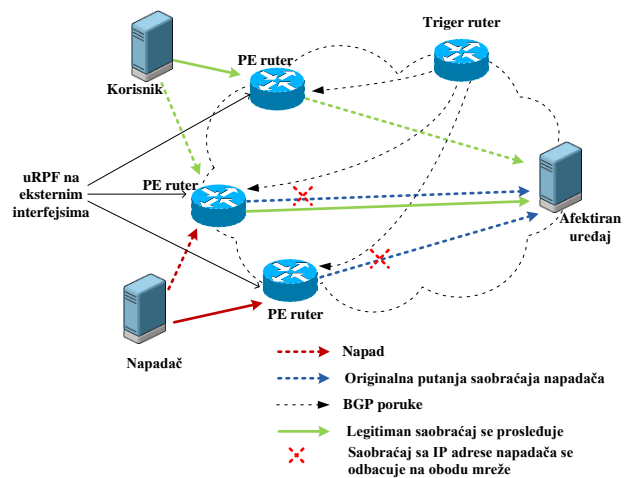 Triger ruter
PE ruter
Korisnik
uRPF na
eksternim
interfejsima
PE ruter
Afektiran
uređaj
PE ruter
Napadač
Napad
Originalna putanja saobraćaja napadača
BGP poruke
Legitiman saobraćaj se prosleđuje
Saobraćaj sa IP adrese napadača se
odbacuje na obodu mreže